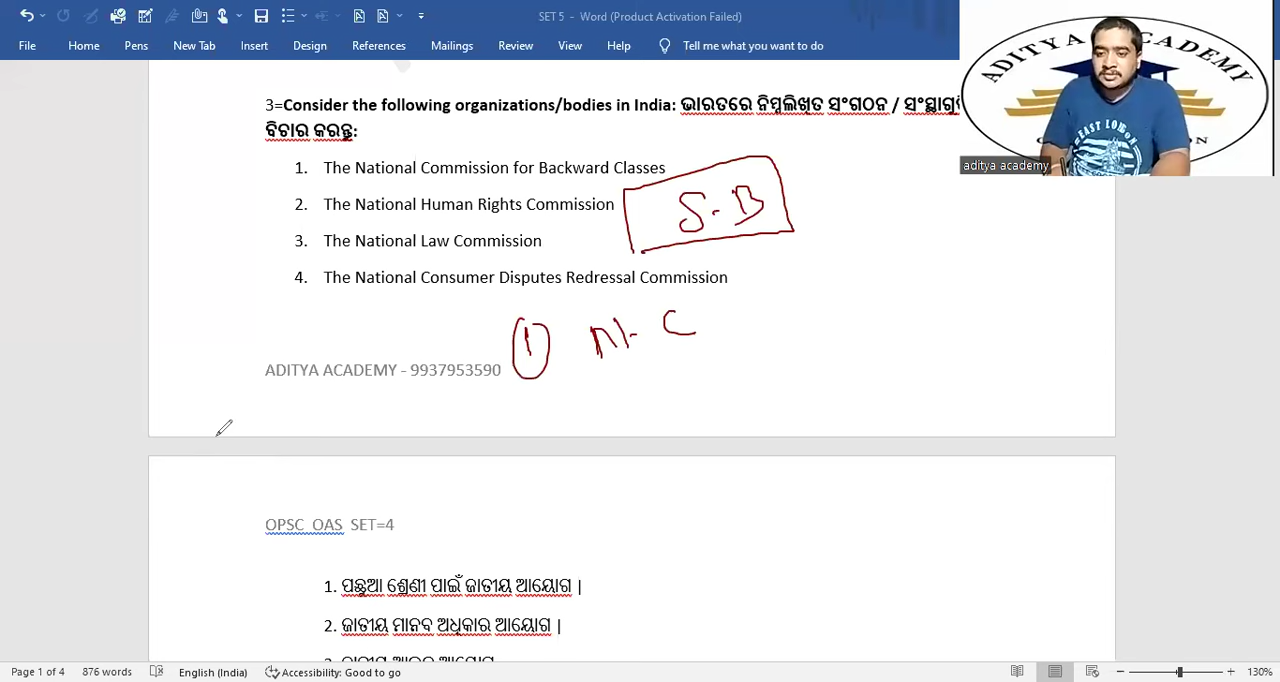 SET 5 - Word (Product Activation Failed)
File Home Pens New Tab Insert Design References Mailings Review View Help Tell me what you want to do
ADITYA ACADEMY
EAST LONDON
aditya academy
3=Consider the following organizations/bodies in India: ଭାରତରେ ନିମ୍ନଲିଖିତ ସଂଗଠନ / 
ବିଚାର କରନ୍ତୁ:
1. The National Commission for Backward Classes
2. The National Human Rights Commission
3. The National Law Commission
4. The National Consumer Disputes Redressal Commission
S-B
1 N- C
ADITYA ACADEMY - 9937953590
OPSC OAS SET=4
1. ପଛୁଆ ଶ୍ରେଣୀ ପାଇଁ ଜାତୀୟ ଆୟୋଗ |
2. ଜାତୀୟ ମାନବ ଅଧିକାର ଆୟୋଗ |
Page 1 of 4 876 words English (India) Accessibility: Good to go 130%